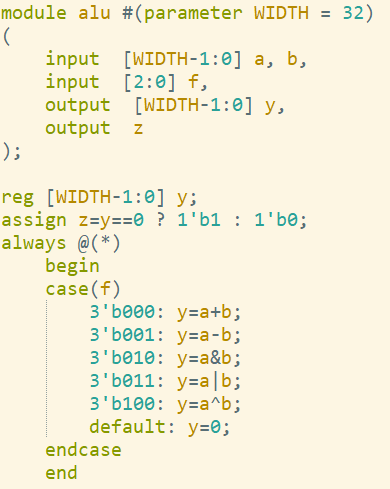 module alu #(parameter WIDTH = 32)
(
    input  [WIDTH-1:0] a, b,
    input  [2:0] f,
    output  [WIDTH-1:0] y,
    output  z
);

reg [WIDTH-1:0] y;
assign z=y==0 ? 1'b1 : 1'b0;
always @(*)
    begin
    case(f)
        3'b000: y=a+b;
        3'b001: y=a-b;
        3'b010: y=a&b;
        3'b011: y=a|b;
        3'b100: y=a^b;
        default: y=0;
    endcase
    end